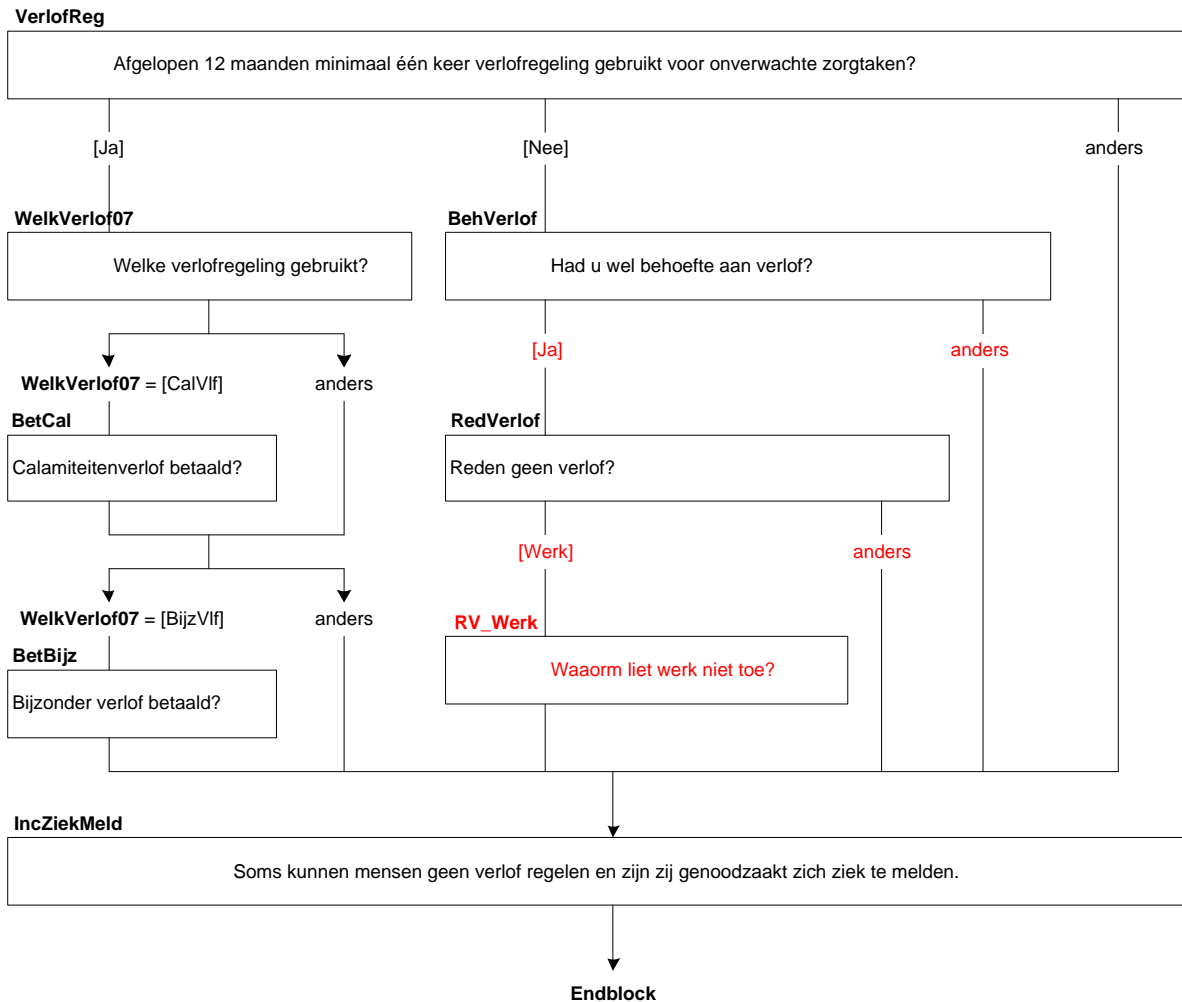 VerlofReg
Afgelopen 12 maanden minimaal één keer verlofregeling gebruikt voor onverwachte zorgtaken?
[Ja]
[Nee]
anders
WelkVerlof07
BehVerlof
Welke verlofregeling gebruikt?
Had u wel behoefte aan verlof?
[Ja]
anders
WelkVerlof07 = [CalVlf]
anders
BetCal
RedVerlof
Calamiteitenverlof betaald?
Reden geen verlof?
[Werk]
anders
WelkVerlof07 = [BijzVlf]
anders
RV_Werk
BetBijz
Waaorm liet werk niet toe?
Bijzonder verlof betaald?
IncZiekMeld
Soms kunnen mensen geen verlof regelen en zijn zij genoodzaakt zich ziek te melden.
Endblock